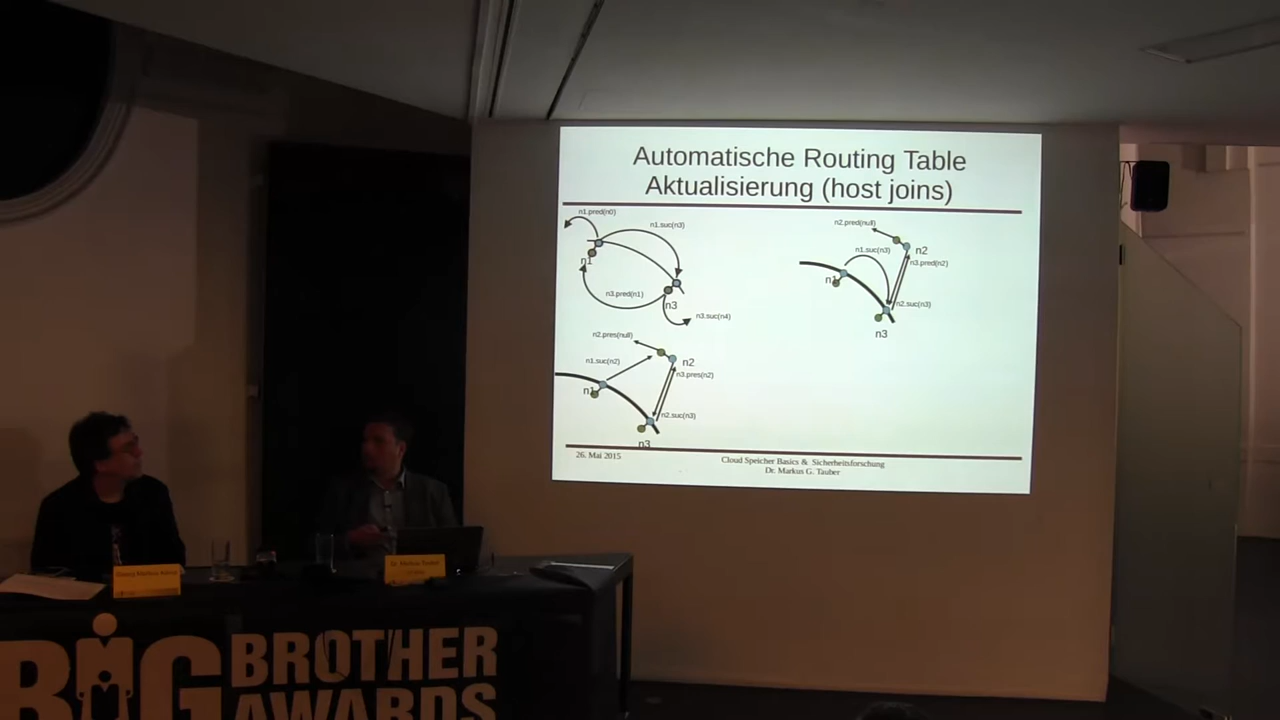 Automatische Routing Table
Aktualisierung (host joins)
n1.pred(n0)
n1.suc(n3)
n1
n3.pred(n1)
n3
n3.suc(n4)
n2.pred(null)
n2
n1.suc(n3)
n3.pred(n2)
n1
n2.suc(n3)
n3
n2.pres(null)
n1.suc(n2)
n2
n3.pres(n2)
n1
n2.suc(n3)
n3
26. Mai 2015
Cloud Speicher Basics & Sicherheitsforschung
Dr. Markus G. Tauber
Dr. Markus Tauber
BIG
BROTHER
AWARDS